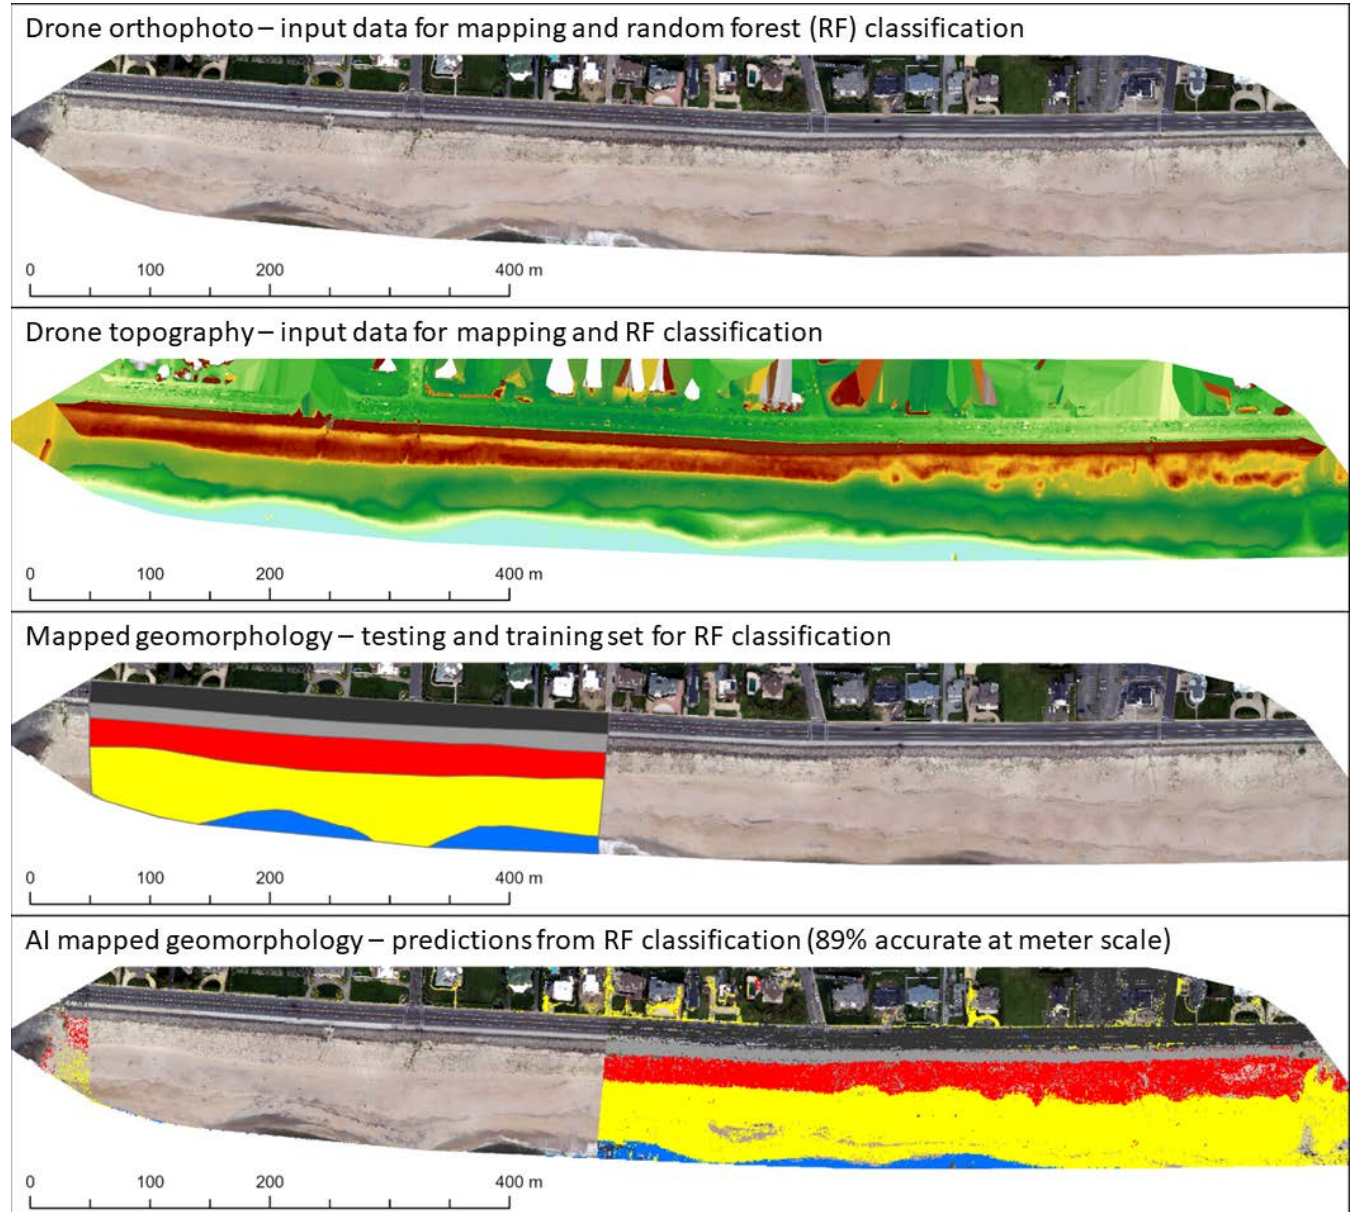 Drone orthophoto – input data for mapping and random forest (RF) classification
0 100 200 400 m
Drone topography – input data for mapping and RF classification
0 100 200 400 m
Mapped geomorphology – testing and training set for RF classification
0 100 200 400 m
AI mapped geomorphology – predictions from RF classification (89% accurate at meter scale)
0 100 200 400 m